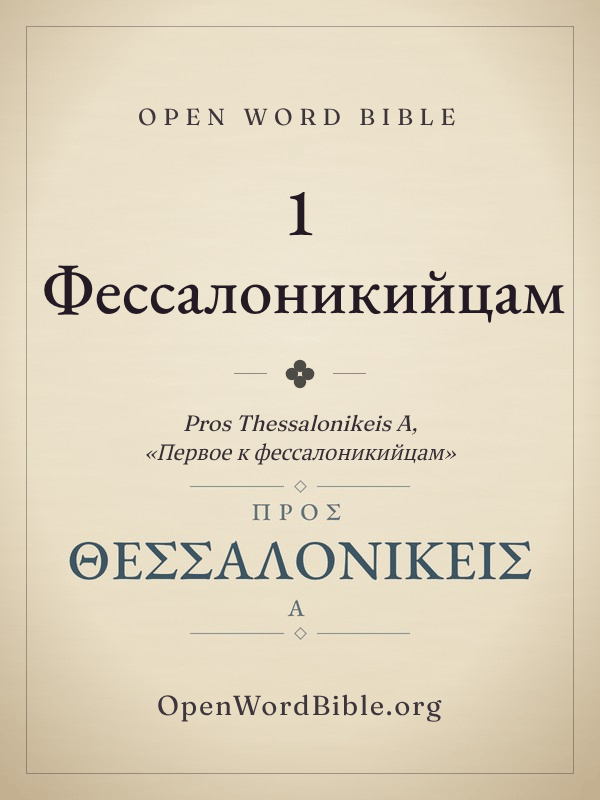 OPEN WORD BIBLE
1
Фессалоникийцам
Pros Thessalonikeis A,
«Первое к фессалоникийцам»
ΠΡΟΣ
ΘΕΣΣΑΛΟΝΙΚΕΙΣ
Α
OpenWordBible.org